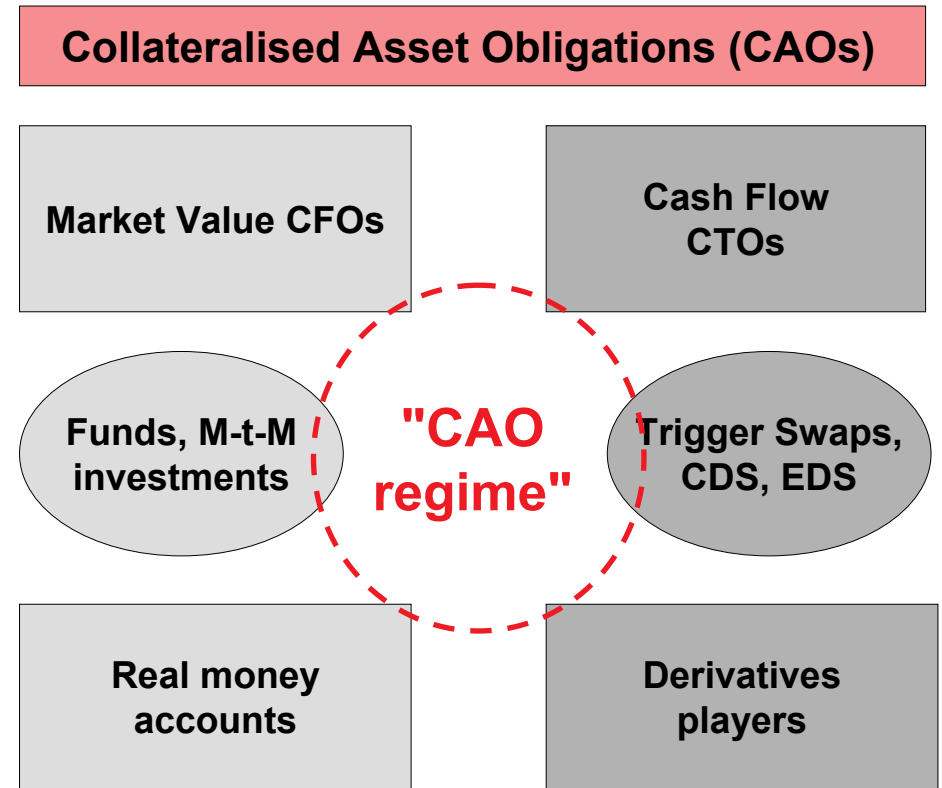 Collateralised Asset Obligations (CAOs)
Market Value CFOs
Cash Flow
CTOs
Funds, M-t-M
investments
"CAO
regime"
Trigger Swaps,
CDS, EDS
Real money
accounts
Derivatives
players